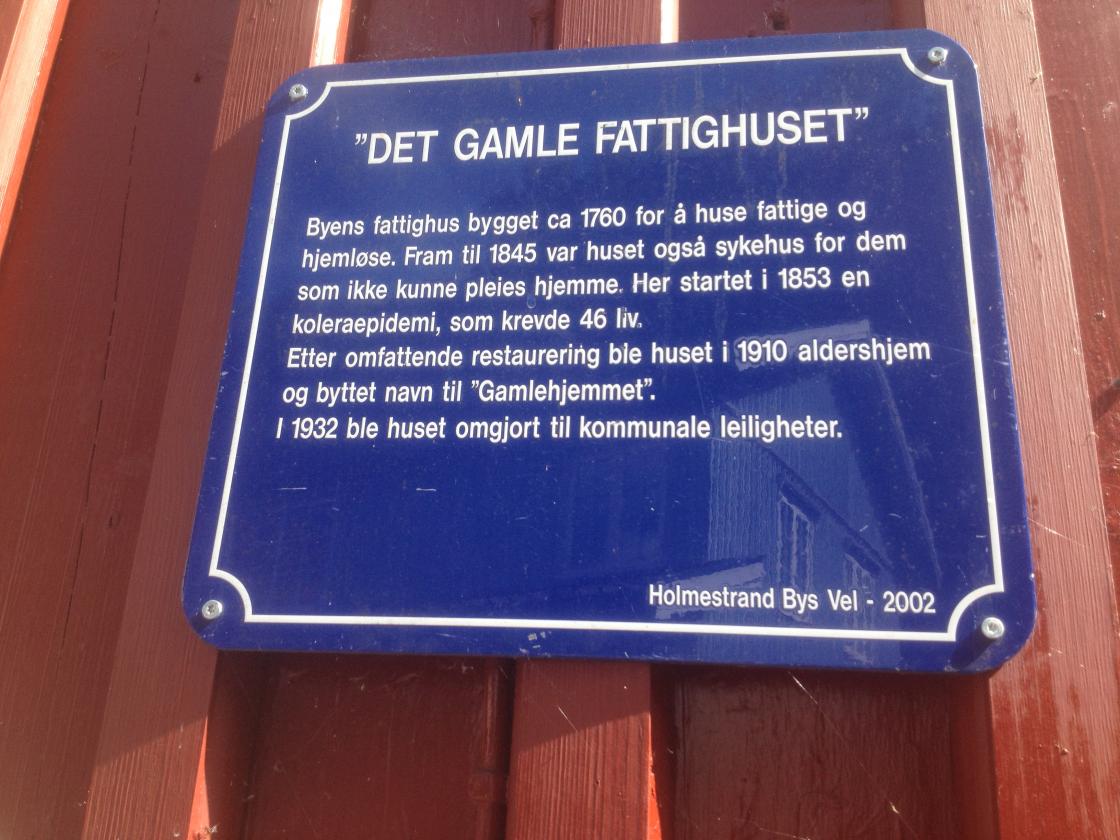 ”DET GAMLE FATTIGHUSET”
Byens fattighus bygget ca 1760 for å huse fattige og
hjemløse. Fram til 1845 var huset også sykehus for dem
som ikke kunne pleies hjemme. Her startet i 1853 en
koleraepidemi, som krevde 46 liv.
Etter omfattende restaurering ble huset i 1910 aldershjem
og byttet navn til ”Gamlehjemmet”.
I 1932 ble huset omgjort til kommunale leiligheter.
Holmestrand Bys Vel - 2002